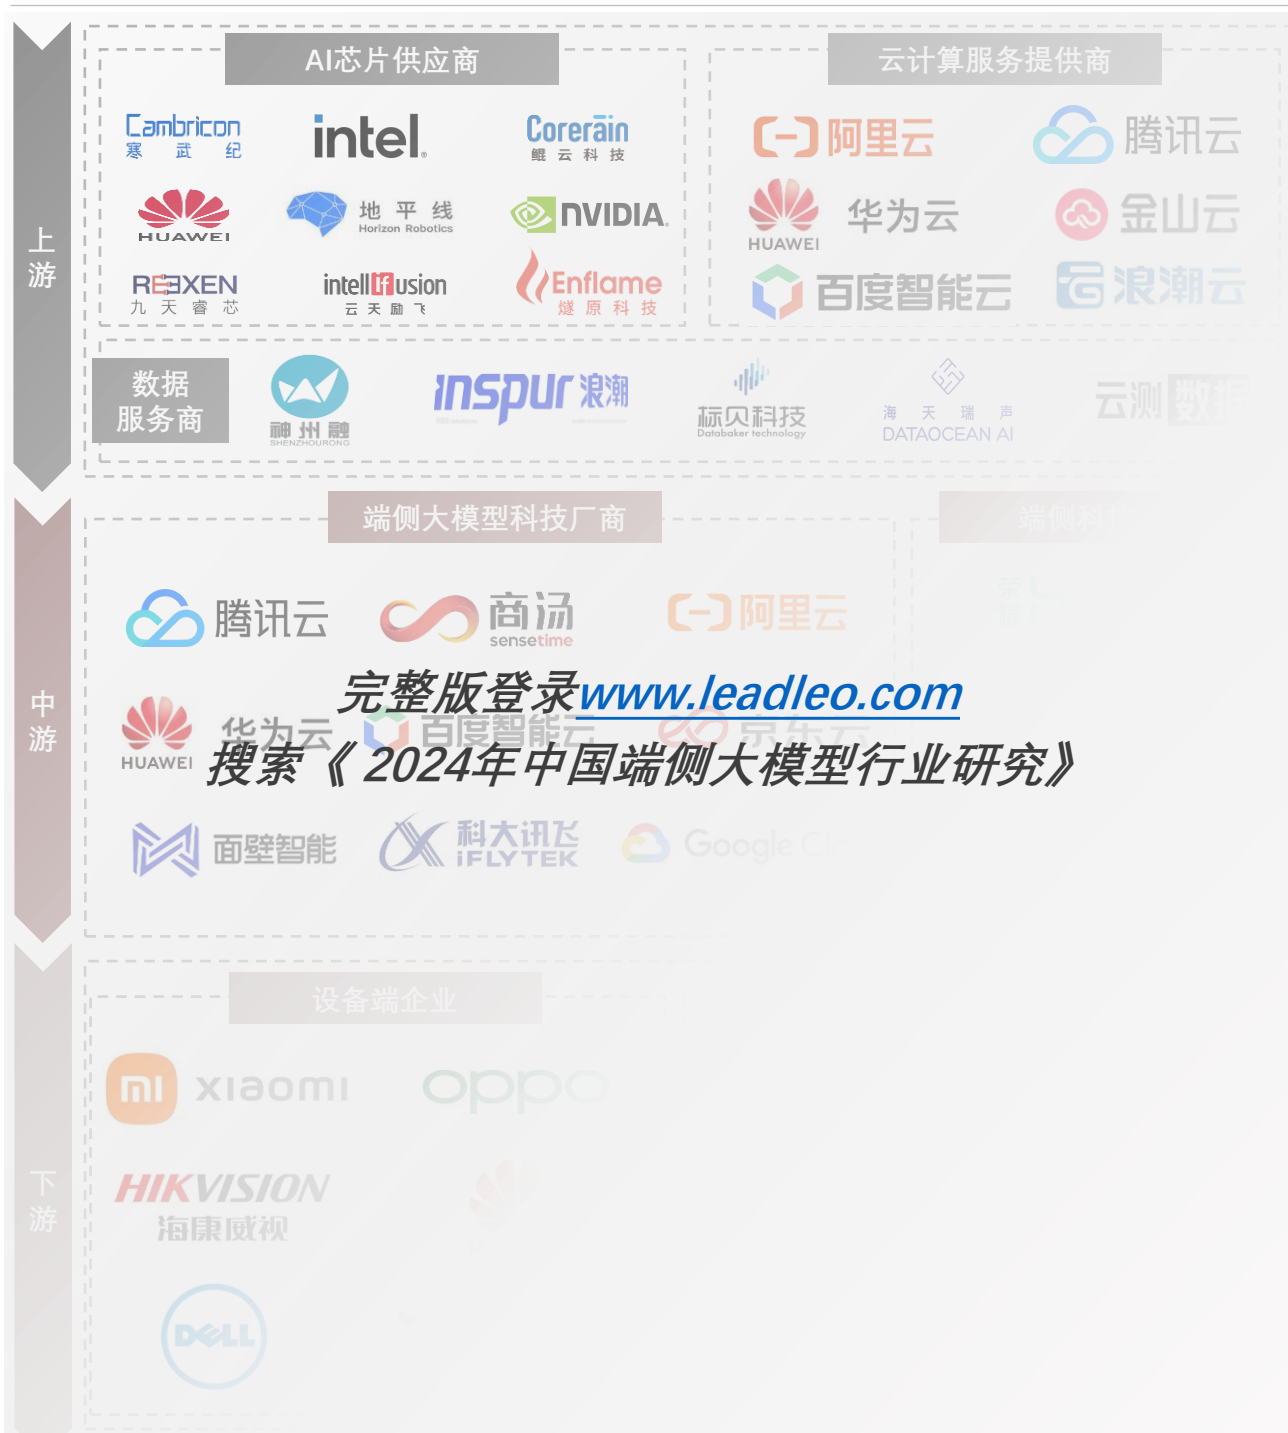 AI芯片供应商
云计算服务提供商
Cambricon
寒武纪
intel.
Corerain
鲲云科技
阿里云
腾讯云
HUAWEI
地平线
Horizon Robotics
NVIDIA.
HUAWEI
华为云
金山云
上游
REEXEN
九天睿芯
intellifusion
云天励飞
Enflame
燧原科技
百度智能云
浪潮云
数据
服务商
神州融
SHENZHOURONG
inspur 浪潮
标贝科技
Databaker technology
海天瑞声
DATAOCEAN AI
云测数据
端侧大模型科技厂商
端侧科
腾讯云
商汤
sensetime
阿里云
中游
完整版登录www.leadleo.com
HUAWEI
华为云
百度智能云
京东云
搜索《 2024年中国端侧大模型行业研究》
面壁智能
科大讯飞
iFLYTEK
Google
设备端企业
xiaomi
oppo
下游
HIKVISION
海康威视
DELL